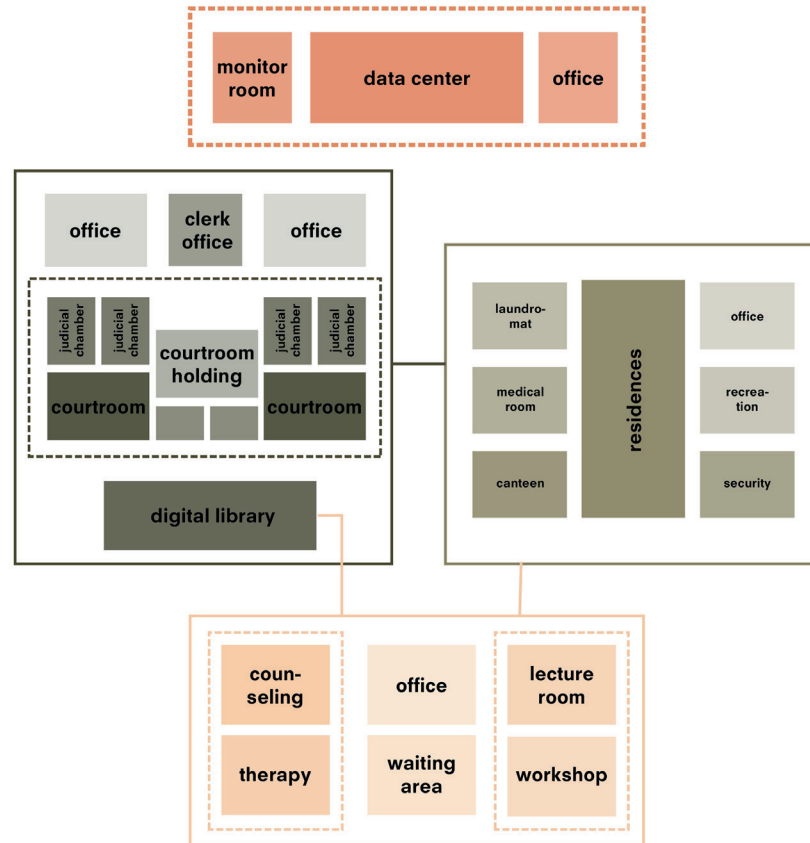 monitor
room
data center
office
office
clerk
office
office
judicial
chamber
judicial
chamber
judicial
chamber
judicial
chamber
courtroom
holding
courtroom
courtroom
digital library
laundro-
mat
medical
room
canteen
residences
office
recrea-
tion
security
coun-
seling
therapy
office
waiting
area
lecture
room
workshop